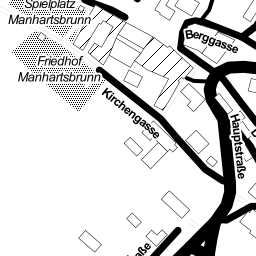 Spielplatz
Manhartsbrunn
Berggasse
Friedhof
Manhartsbrunn
Kirchengasse
Hauptstraße